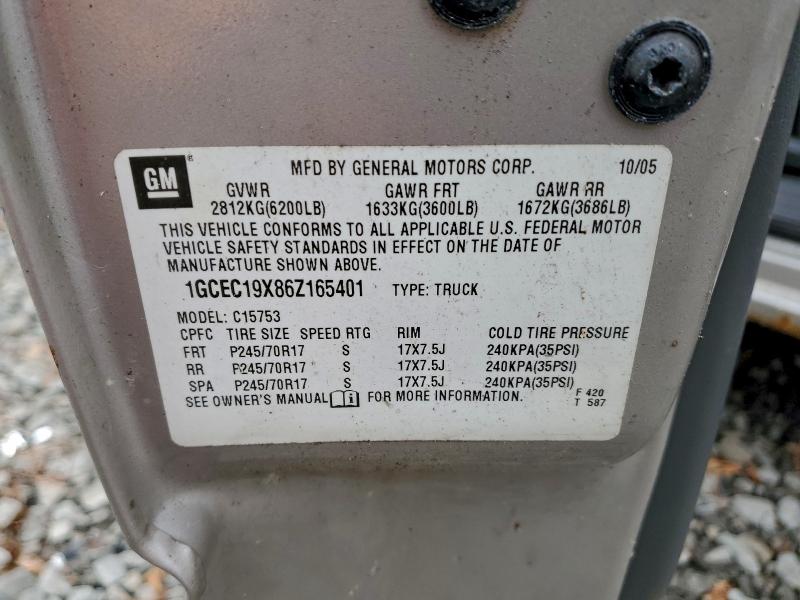 GM ® MFD BY GENERAL MOTORS CORP. 10/05
GVWR GAWR FRT GAWR RR
2812KG(6200LB) 1633KG(3600LB) 1672KG(3686LB)
THIS VEHICLE CONFORMS TO ALL APPLICABLE U.S. FEDERAL MOTOR
VEHICLE SAFETY STANDARDS IN EFFECT ON THE DATE OF
MANUFACTURE SHOWN ABOVE.
1GCEC19X86Z165401 TYPE: TRUCK
MODEL: C15753
CPFC TIRE SIZE SPEED RTG RIM COLD TIRE PRESSURE
FRT P245/70R17 S 17X7.5J 240KPA(35PSI)
RR P245/70R17 S 17X7.5J 240KPA(35PSI)
SPA P245/70R17 S 17X7.5J 240KPA(35PSI)
SEE OWNER'S MANUAL i FOR MORE INFORMATION. F 420
T 587